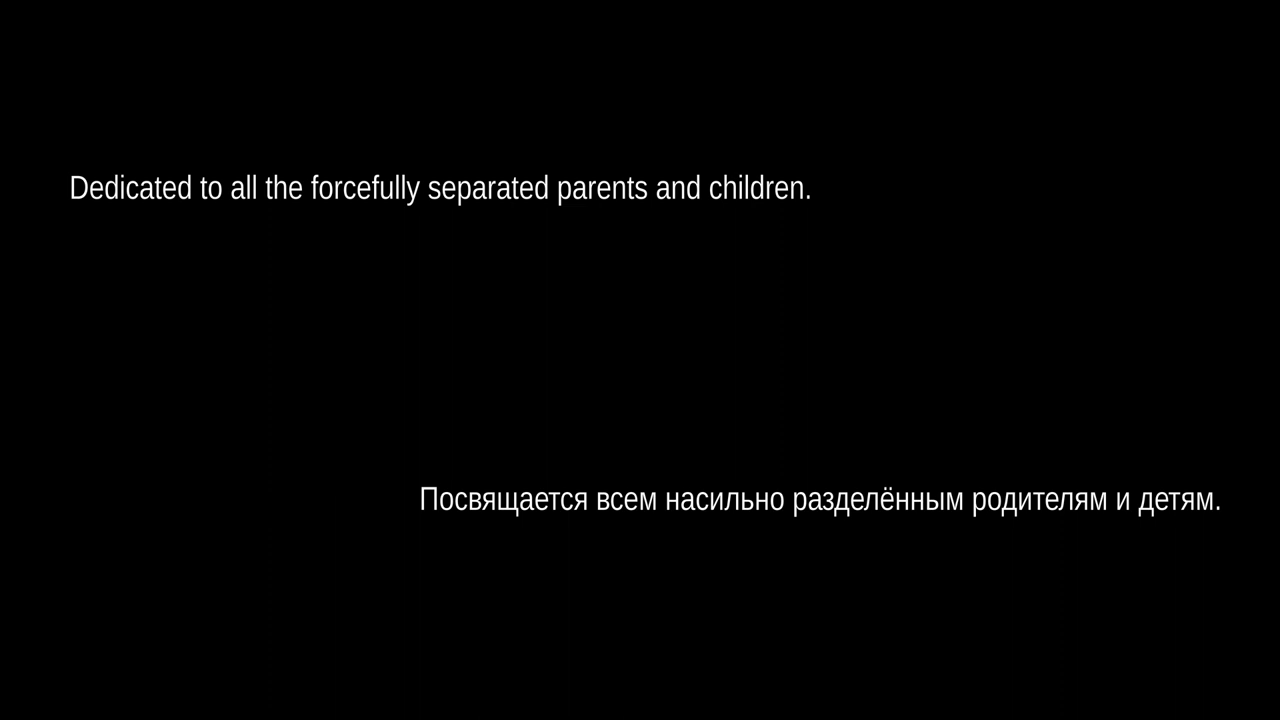 Dedicated to all the forcefully separated parents and children.
Посвящается всем насильно разделённым родителям и детям.